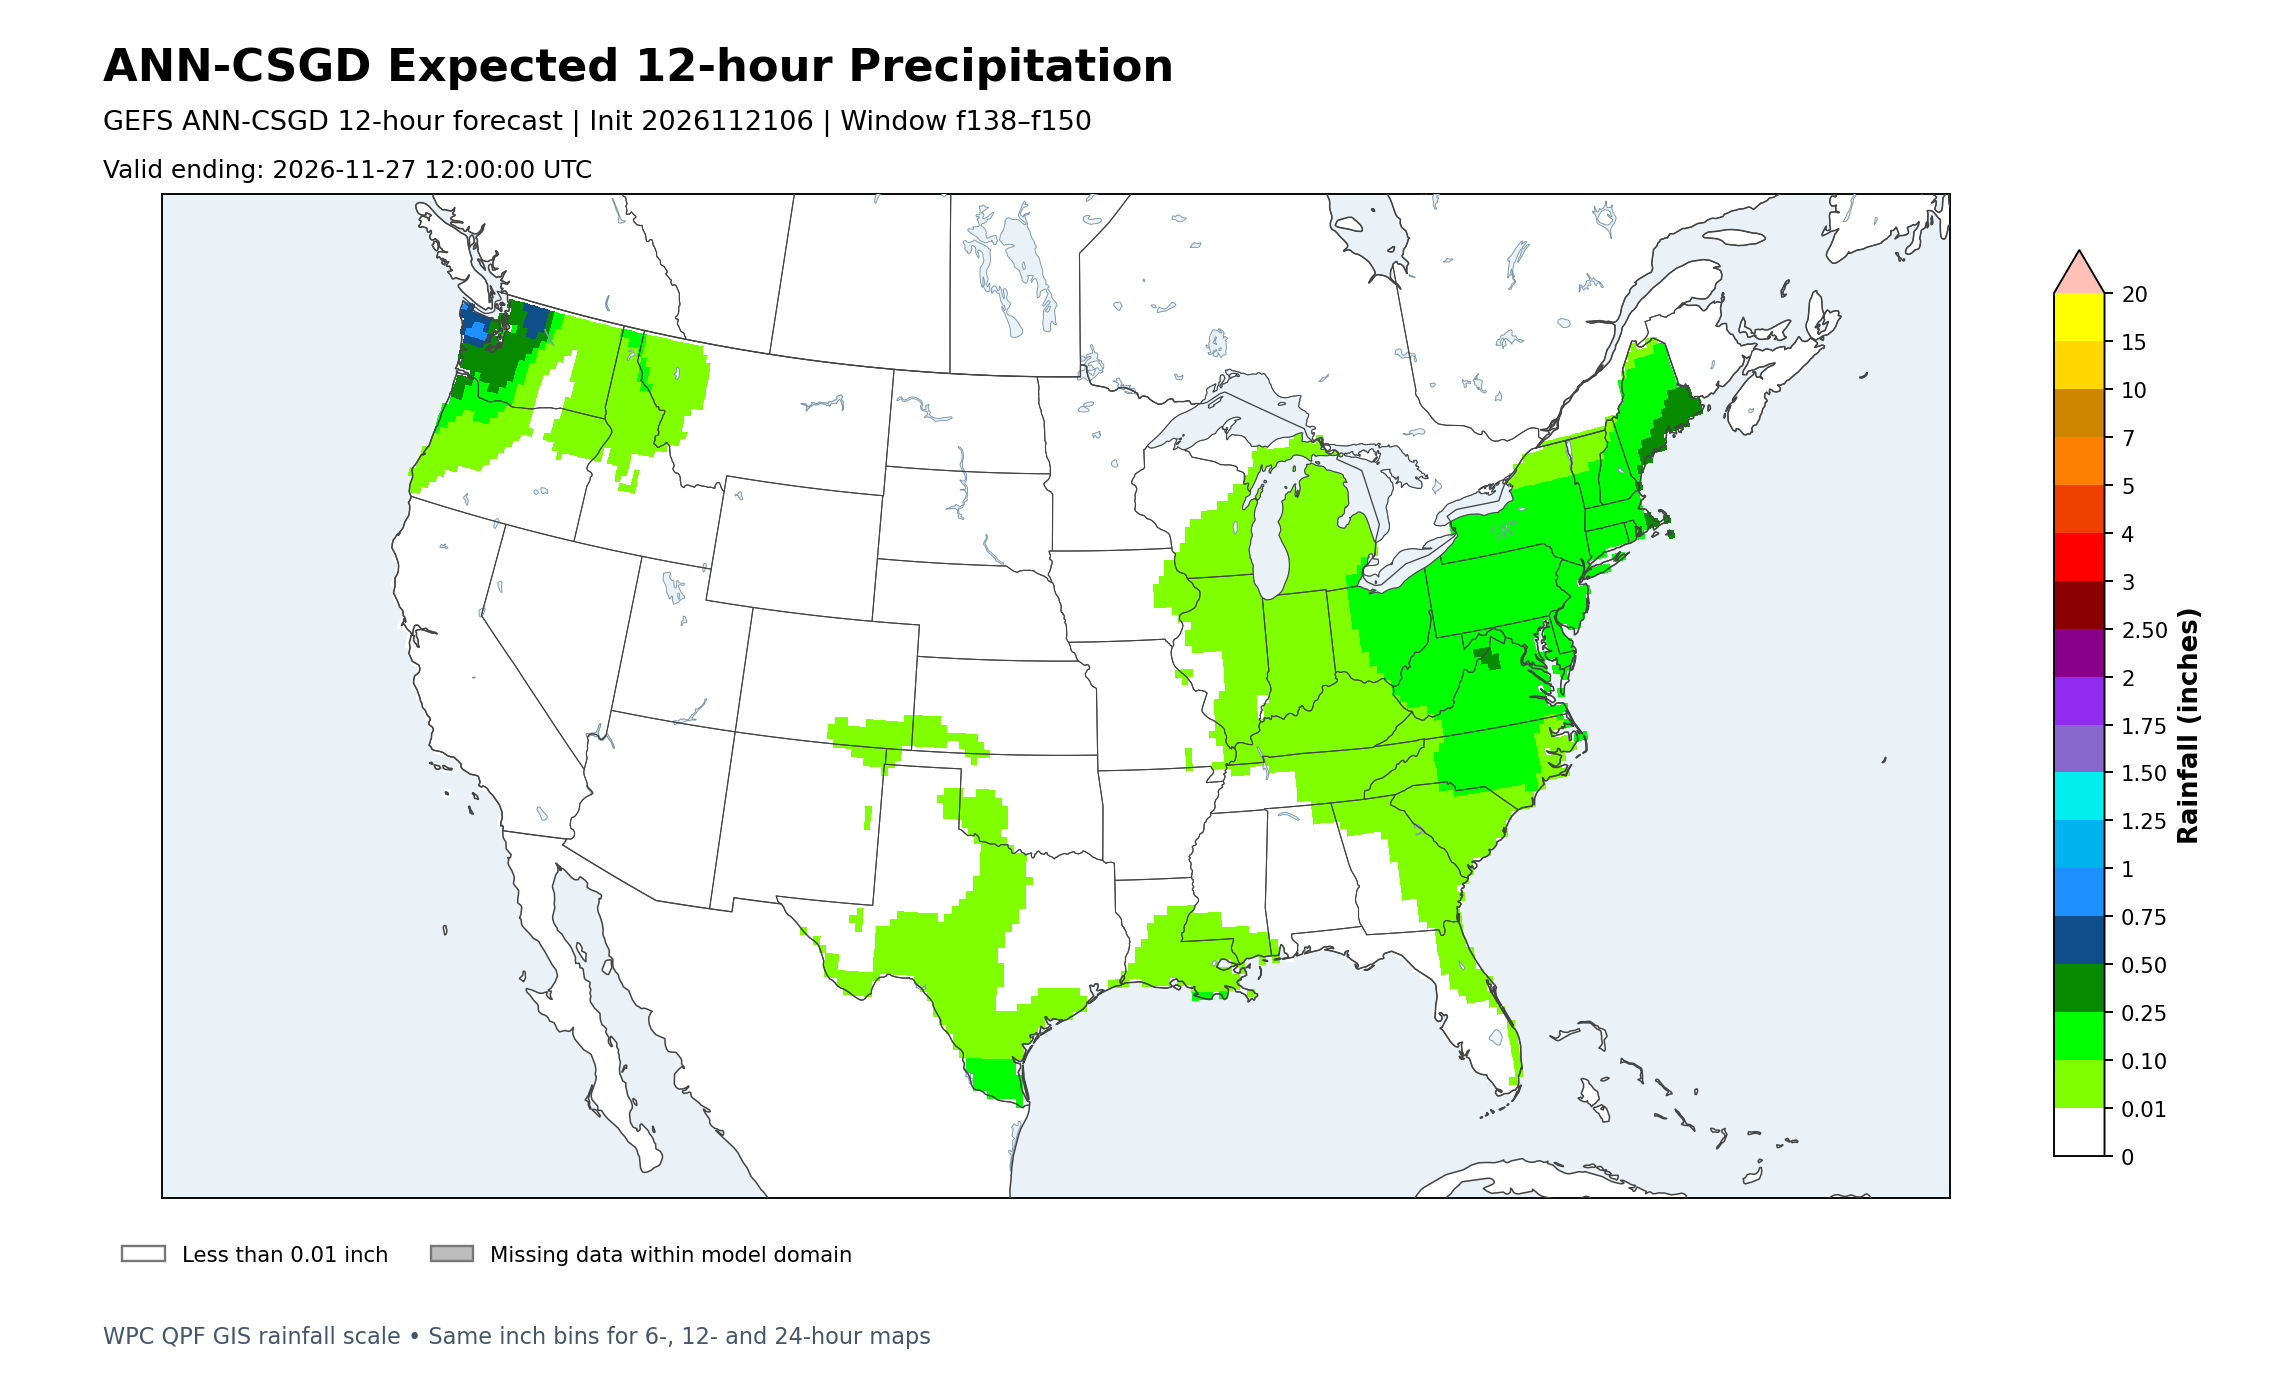 ANN-CSGD Expected 12-hour Precipitation
GEFS ANN-CSGD 12-hour forecast | Init 2026112106 | Window f138–f150
Valid ending: 2026-11-27 12:00:00 UTC
20
15
10
7
5
4
3
2.50
2
1.75
1.50
1.25
1
0.75
0.50
0.25
0.10
0.01
0
Rainfall (inches)
Less than 0.01 inch
Missing data within model domain
WPC QPF GIS rainfall scale • Same inch bins for 6-, 12- and 24-hour maps